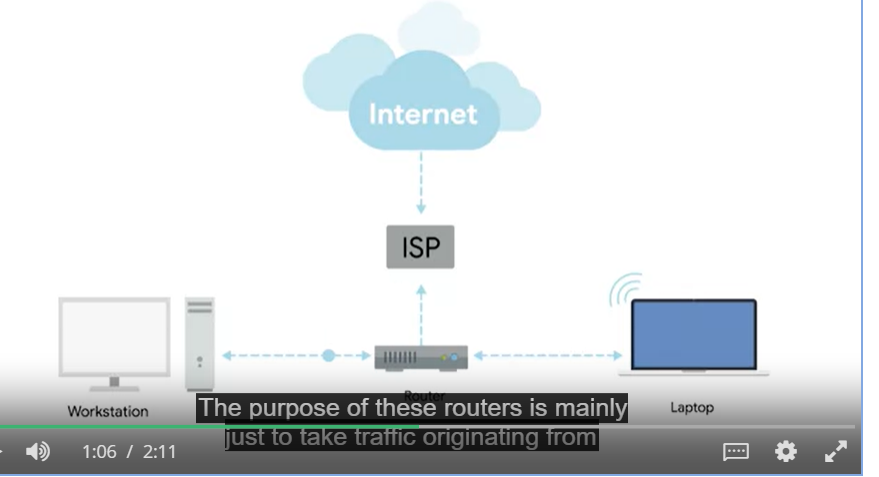 Internet
ISP
Router
Workstation
Laptop
The purpose of these routers is mainly
just to take traffic originating from
1:06 / 2:11